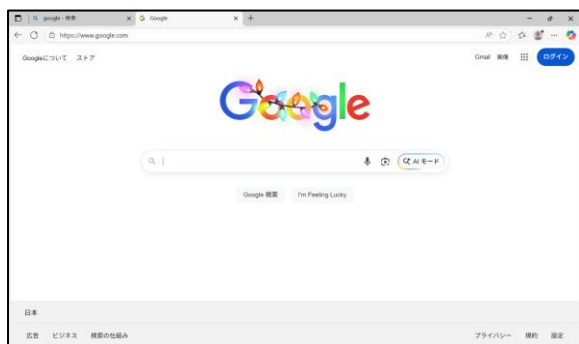 google - 検索
Google
https://www.google.com
Googleについて ストア
Gmail 画像
ログイン
Google
AI モード
Google 検索 I'm Feeling Lucky
日本
広告 ビジネス 検索の仕組み
プライバシー 規約 設定